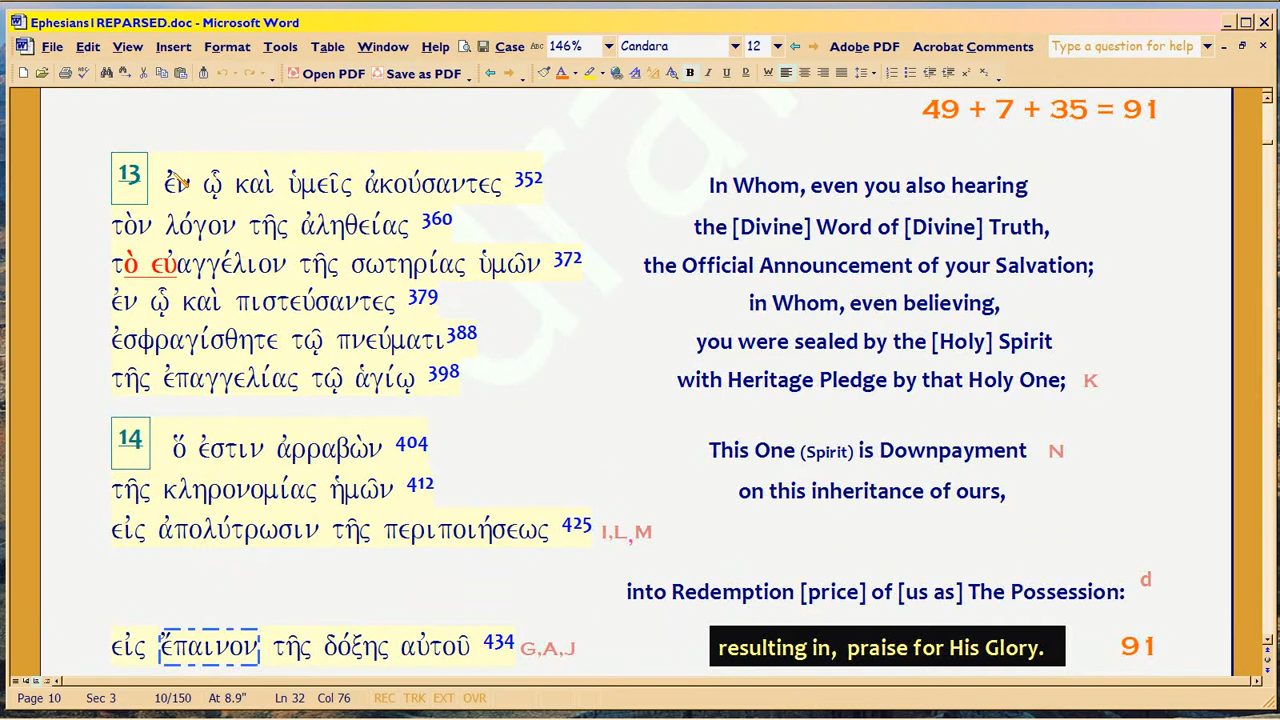 Ephesians1REPARSED.doc - Microsoft Word
File Edit View Insert Format Tools Table Window Help Case 146% Candara 12 Adobe PDF Acrobat Comments Type a question for help
Open PDF Save as PDF B I U D W
49 + 7 + 35 = 91
13 ἐν ᾧ καὶ ὑμεῖς ἀκούσαντες 352 In Whom, even you also hearing
τὸν λόγον τῆς ἀληθείας 360 the [Divine] Word of [Divine] Truth,
τὸ εὐαγγέλιον τῆς σωτηρίας ὑμῶν 372 the Official Announcement of your Salvation;
ἐν ᾧ καὶ πιστεύσαντες 379 in Whom, even believing,
ἐσφραγίσθητε τῷ πνεύματι 388 you were sealed by the [Holy] Spirit
τῆς ἐπαγγελίας τῷ ἁγίῳ 398 with Heritage Pledge by that Holy One; K
14 ὅ ἐστιν ἀρραβὼν 404 This One (Spirit) is Downpayment N
τῆς κληρονομίας ἡμῶν 412 on this inheritance of ours,
εἰς ἀπολύτρωσιν τῆς περιποιήσεως 425 I,L,M
into Redemption [price] of [us as] The Possession: d
εἰς ἔπαινον τῆς δόξης αὐτοῦ 434 G,A,J resulting in, praise for His Glory. 91
Page 10 Sec 3 10/150 At 8.9" Ln 32 Col 76 REC TRK EXT OVR